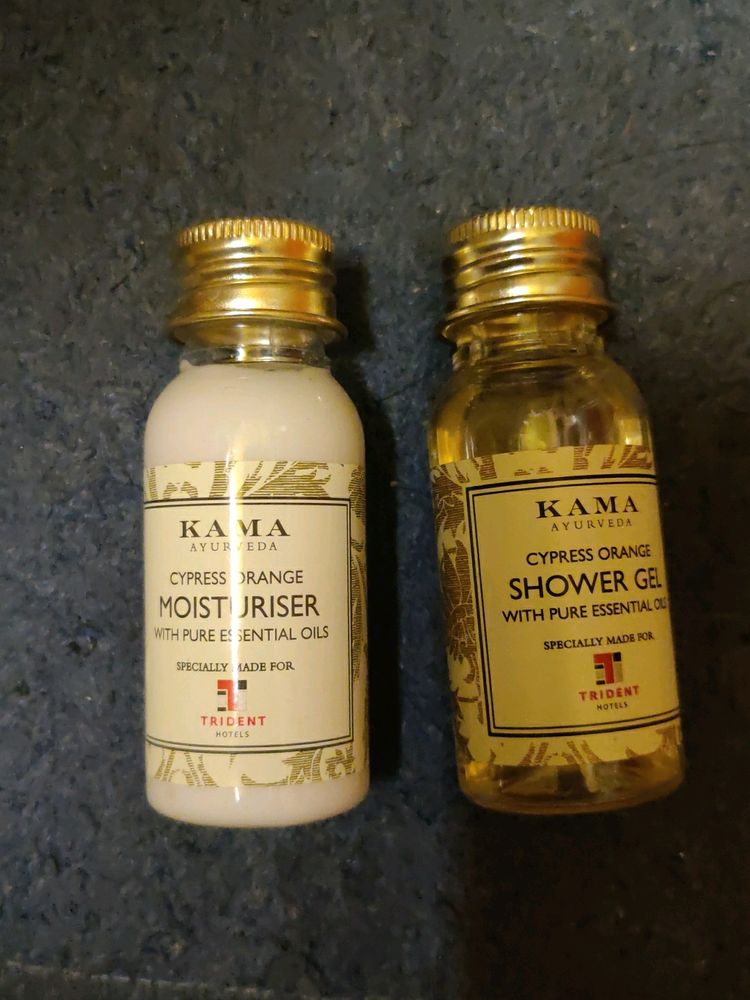 KAMA
AYURVEDA
CYPRESS ORANGE
MOISTURISER
WITH PURE ESSENTIAL OILS
SPECIALLY MADE FOR
TRIDENT
HOTELS
KAMA
AYURVEDA
CYPRESS ORANGE
SHOWER GEL
WITH PURE ESSENTIAL OILS
SPECIALLY MADE FOR
TRIDENT
HOTELS